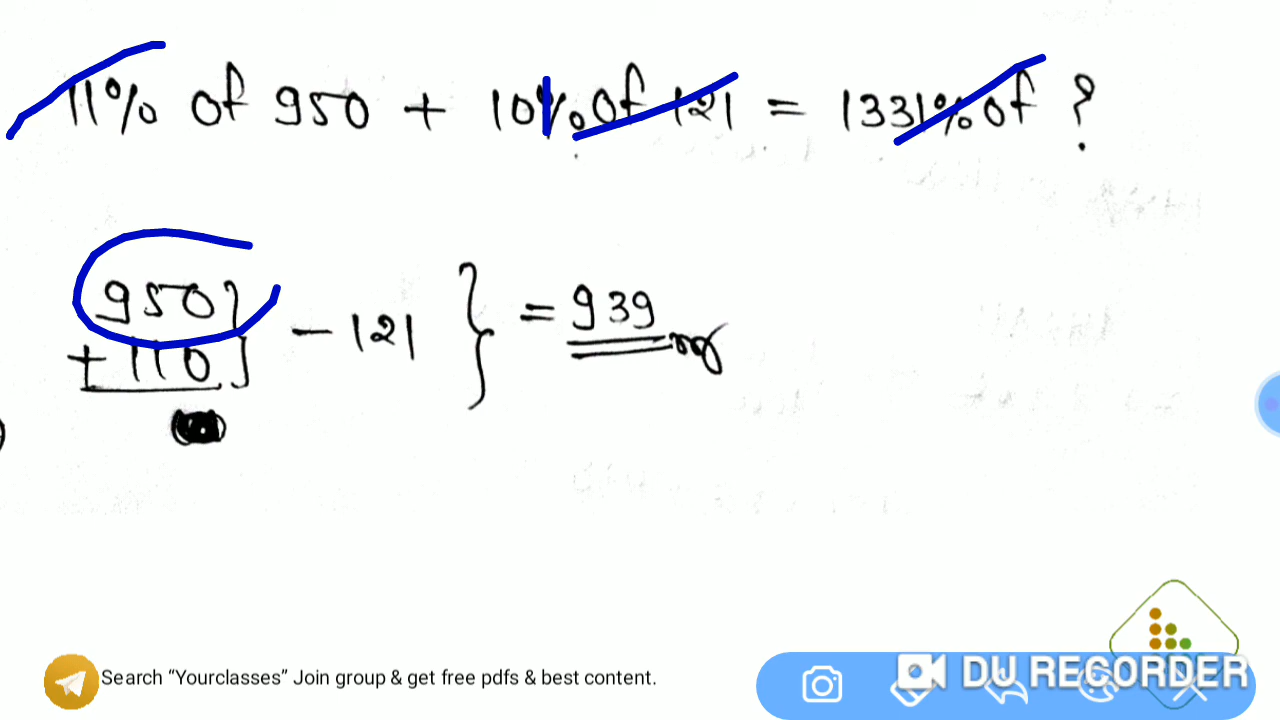 11% of 950 + 10% of 121 = 1331% of ?
950 } - 121 } = 939
+ 110
Search “Yourclasses” Join group & get free pdfs & best content.
DU RECORDER